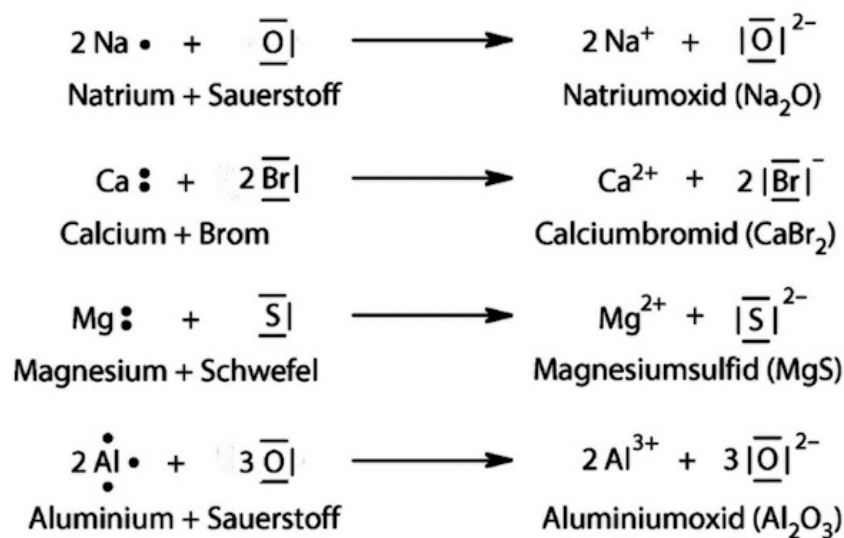 2 Na • + O| ⟶ 2 Na⁺ + |O|²⁻
Natrium + Sauerstoff Natriumoxid (Na₂O)
Ca : + 2 Br| ⟶ Ca²⁺ + 2 |Br|⁻
Calcium + Brom Calciumbromid (CaBr₂)
Mg : + S| ⟶ Mg²⁺ + |S|²⁻
Magnesium + Schwefel Magnesiumsulfid (MgS)
2 Al • + 3 O| ⟶ 2 Al³⁺ + 3 |O|²⁻
Aluminium + Sauerstoff Aluminiumoxid (Al₂O₃)